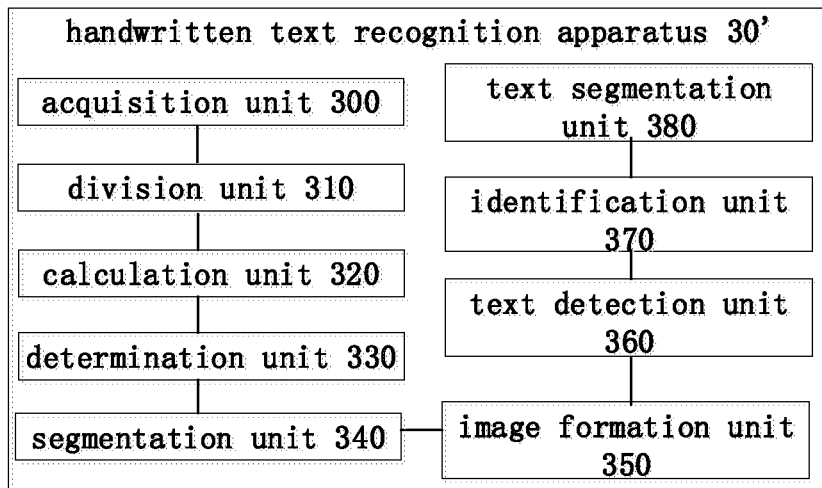 handwritten text recognition apparatus 30'
acquisition unit 300
division unit 310
calculation unit 320
determination unit 330
segmentation unit 340
text segmentation
unit 380
identification unit
370
text detection unit
360
image formation unit
350